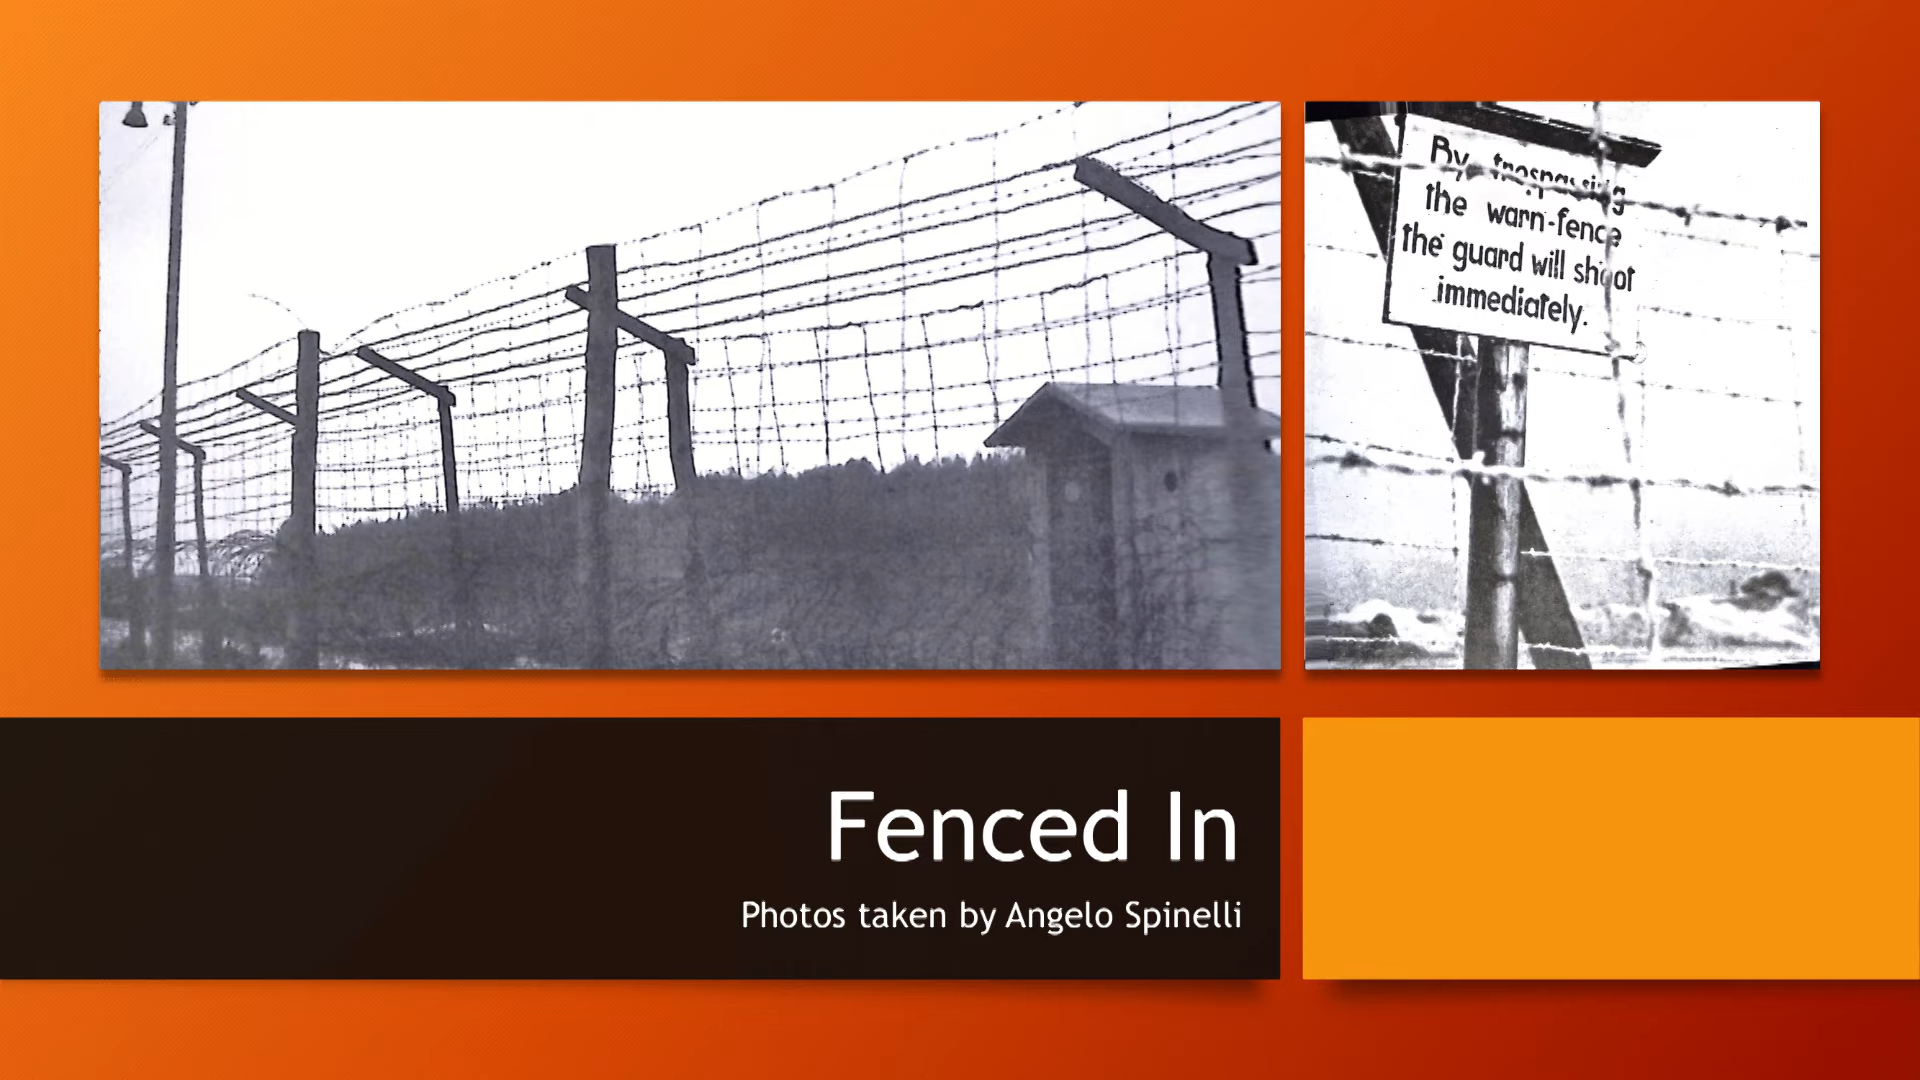 By trespassing
the warn-fence
the guard will shoot
immediately.
Fenced In
Photos taken by Angelo Spinelli